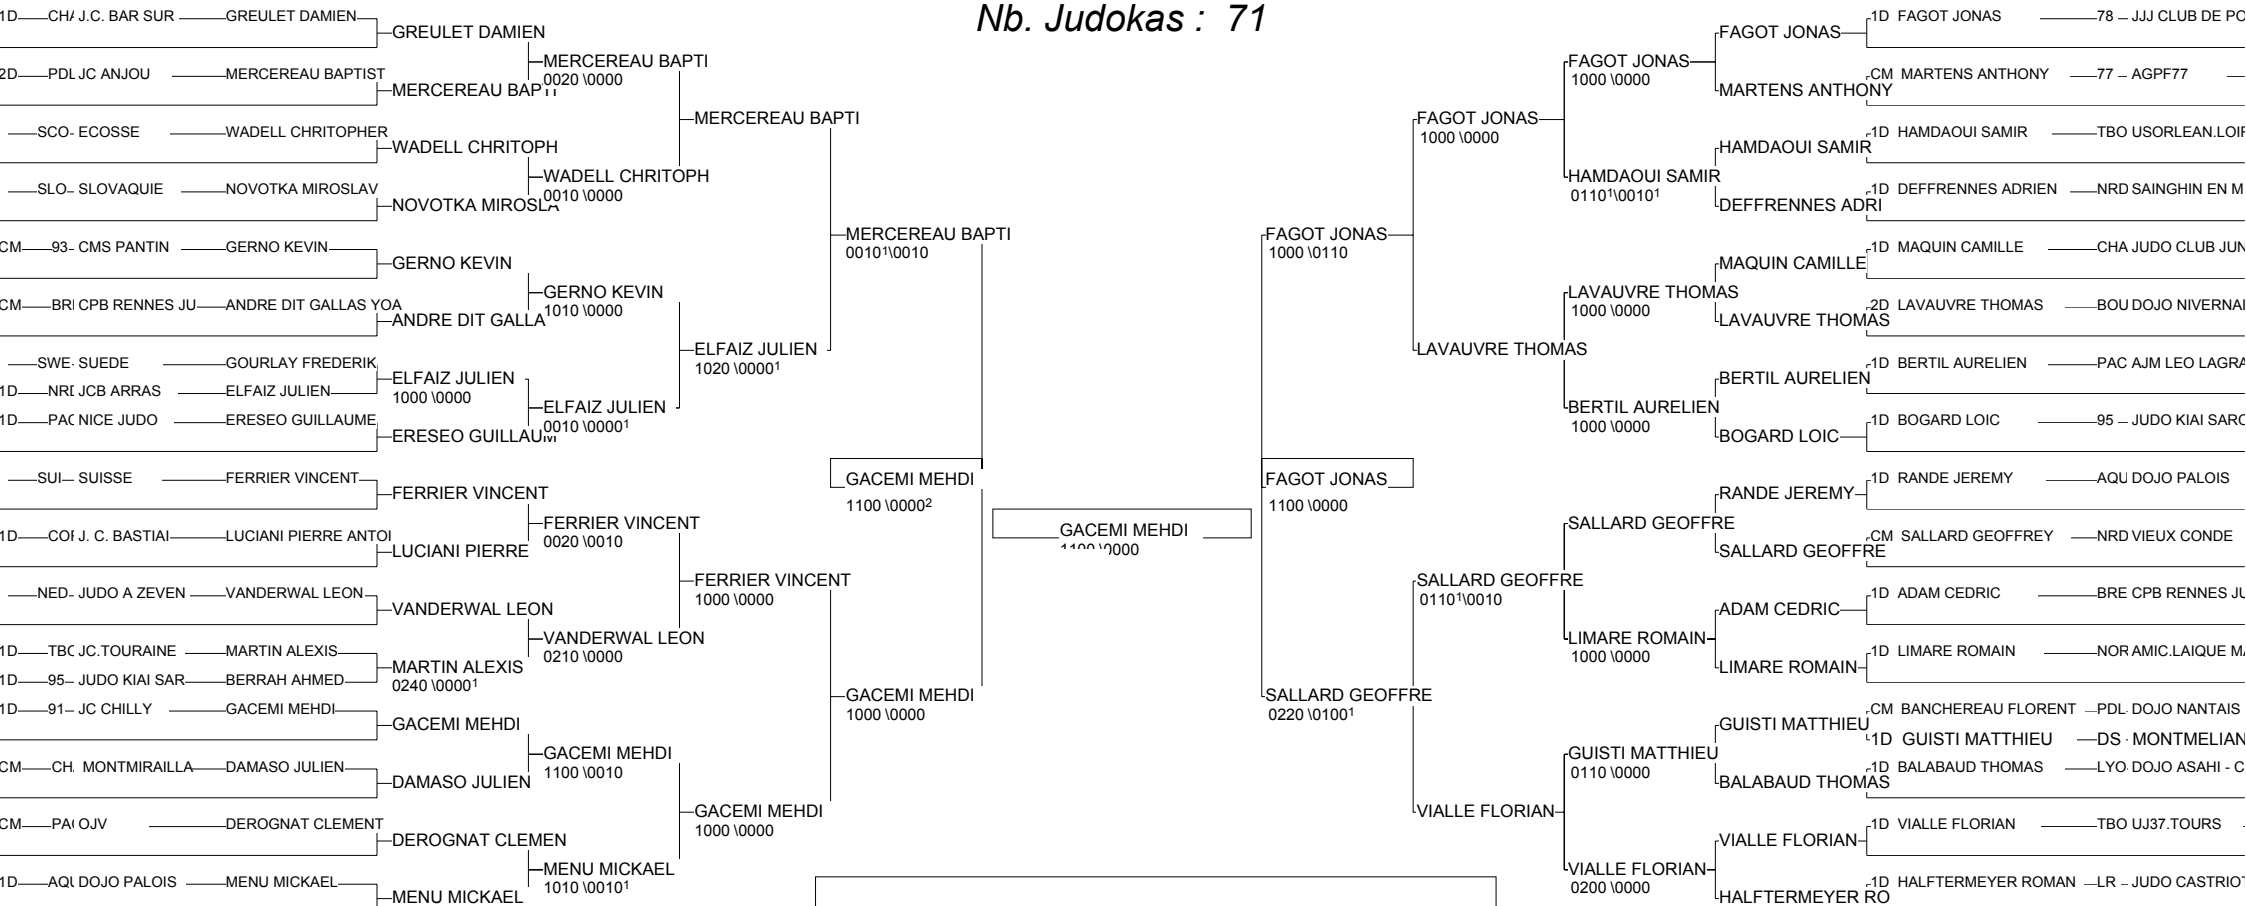 Nb. Judokas : 71
1D CHA J.C. BAR SUR GREULET DAMIEN
2D PDL JC ANJOU MERCEREAU BAPTIST
SCO ECOSSE WADELL CHRITOPHER
SLO SLOVAQUIE NOVOTKA MIROSLAV
CM 93 CMS PANTIN GERNO KEVIN
CM BRI CPB RENNES JU ANDRE DIT GALLAS YOA
SWE SUEDE GOURLAY FREDERIK
1D NRD JCB ARRAS ELFAIZ JULIEN
1D PAC NICE JUDO ERESEO GUILLAUME
SUI SUISSE FERRIER VINCENT
1D J. C. BASTIAI LUCIANI PIERRE ANTOI
NED JUDO A ZEVEN VANDERWAL LEON
1D TBO JC.TOURAINE MARTIN ALEXIS
1D 95 JUDO KIAI SAR BERRAH AHMED
1D 91 JC CHILLY GACEMI MEHDI
CM CH MONTMIRAILLA DAMASO JULIEN
CM PA OJV DEROGNAT CLEMENT
1D AQU DOJO PALOIS MENU MICKAEL
GREULET DAMIEN
MERCEREAU BAPTI
WADELL CHRITOPH
NOVOTKA MIROSLA
GERNO KEVIN
ANDRE DIT GALLA
ELFAIZ JULIEN
1000 \0000
ERESEO GUILLAUM
FERRIER VINCENT
LUCIANI PIERRE
VANDERWAL LEON
MARTIN ALEXIS
0240 \0000¹
GACEMI MEHDI
DAMASO JULIEN
DEROGNAT CLEMEN
MENU MICKAEL
MERCEREAU BAPTI
0020 \0000
WADELL CHRITOPH
0010 \0000
GERNO KEVIN
1010 \0000
ELFAIZ JULIEN
0010 \0000¹
FERRIER VINCENT
0020 \0010
VANDERWAL LEON
0210 \0000
GACEMI MEHDI
1100 \0010
MENU MICKAEL
1010 \0010¹
MERCEREAU BAPTI
ELFAIZ JULIEN
1020 \0000¹
FERRIER VINCENT
1000 \0000
GACEMI MEHDI
1000 \0000
MERCEREAU BAPTI
0010¹\0010
GACEMI MEHDI
1000 \0000
GACEMI MEHDI
1100 \0000²
GACEMI MEHDI
1100 \0000
FAGOT JONAS
1100 \0000
FAGOT JONAS
1000 \0110
SALLARD GEOFFRE
0220 \0100¹
FAGOT JONAS
1000 \0000
LAVAUVRE THOMAS
SALLARD GEOFFRE
0110¹\0010
VIALLE FLORIAN
FAGOT JONAS
1000 \0000
HAMDAOUI SAMIR
0110¹\0010¹
LAVAUVRE THOMAS
1000 \0000
BERTIL AURELIEN
1000 \0000
SALLARD GEOFFRE
LIMARE ROMAIN
1000 \0000
GUISTI MATTHIEU
0110 \0000
VIALLE FLORIAN
0200 \0000
FAGOT JONAS
MARTENS ANTHONY
HAMDAOUI SAMIR
DEFFRENNES ADRI
MAQUIN CAMILLE
LAVAUVRE THOMAS
BERTIL AURELIEN
BOGARD LOIC
RANDE JEREMY
SALLARD GEOFFRE
ADAM CEDRIC
LIMARE ROMAIN
GUISTI MATTHIEU
BALABAUD THOMAS
VIALLE FLORIAN
HALFTERMEYER RO
1D FAGOT JONAS 78 JJJ CLUB DE PO
CM MARTENS ANTHONY 77 AGPF77
1D HAMDAOUI SAMIR TBO USORLEAN.LOIR
1D DEFFRENNES ADRIEN NRD SAINGHIN EN M
1D MAQUIN CAMILLE CHA JUDO CLUB JUN
2D LAVAUVRE THOMAS BOU DOJO NIVERNAI
1D BERTIL AURELIEN PAC AJM LEO LAGRA
1D BOGARD LOIC 95 JUDO KIAI SARC
1D RANDE JEREMY AQU DOJO PALOIS
CM SALLARD GEOFFREY NRD VIEUX CONDE
1D ADAM CEDRIC BRE CPB RENNES JU
1D LIMARE ROMAIN NOR AMIC.LAIQUE MA
CM BANCHEREAU FLORENT PDL DOJO NANTAIS
1D GUISTI MATTHIEU DS MONTMELIAN
1D BALABAUD THOMAS LYO DOJO ASAHI - C
1D VIALLE FLORIAN TBO UJ37.TOURS
1D HALFTERMEYER ROMAN LR JUDO CASTRIOT